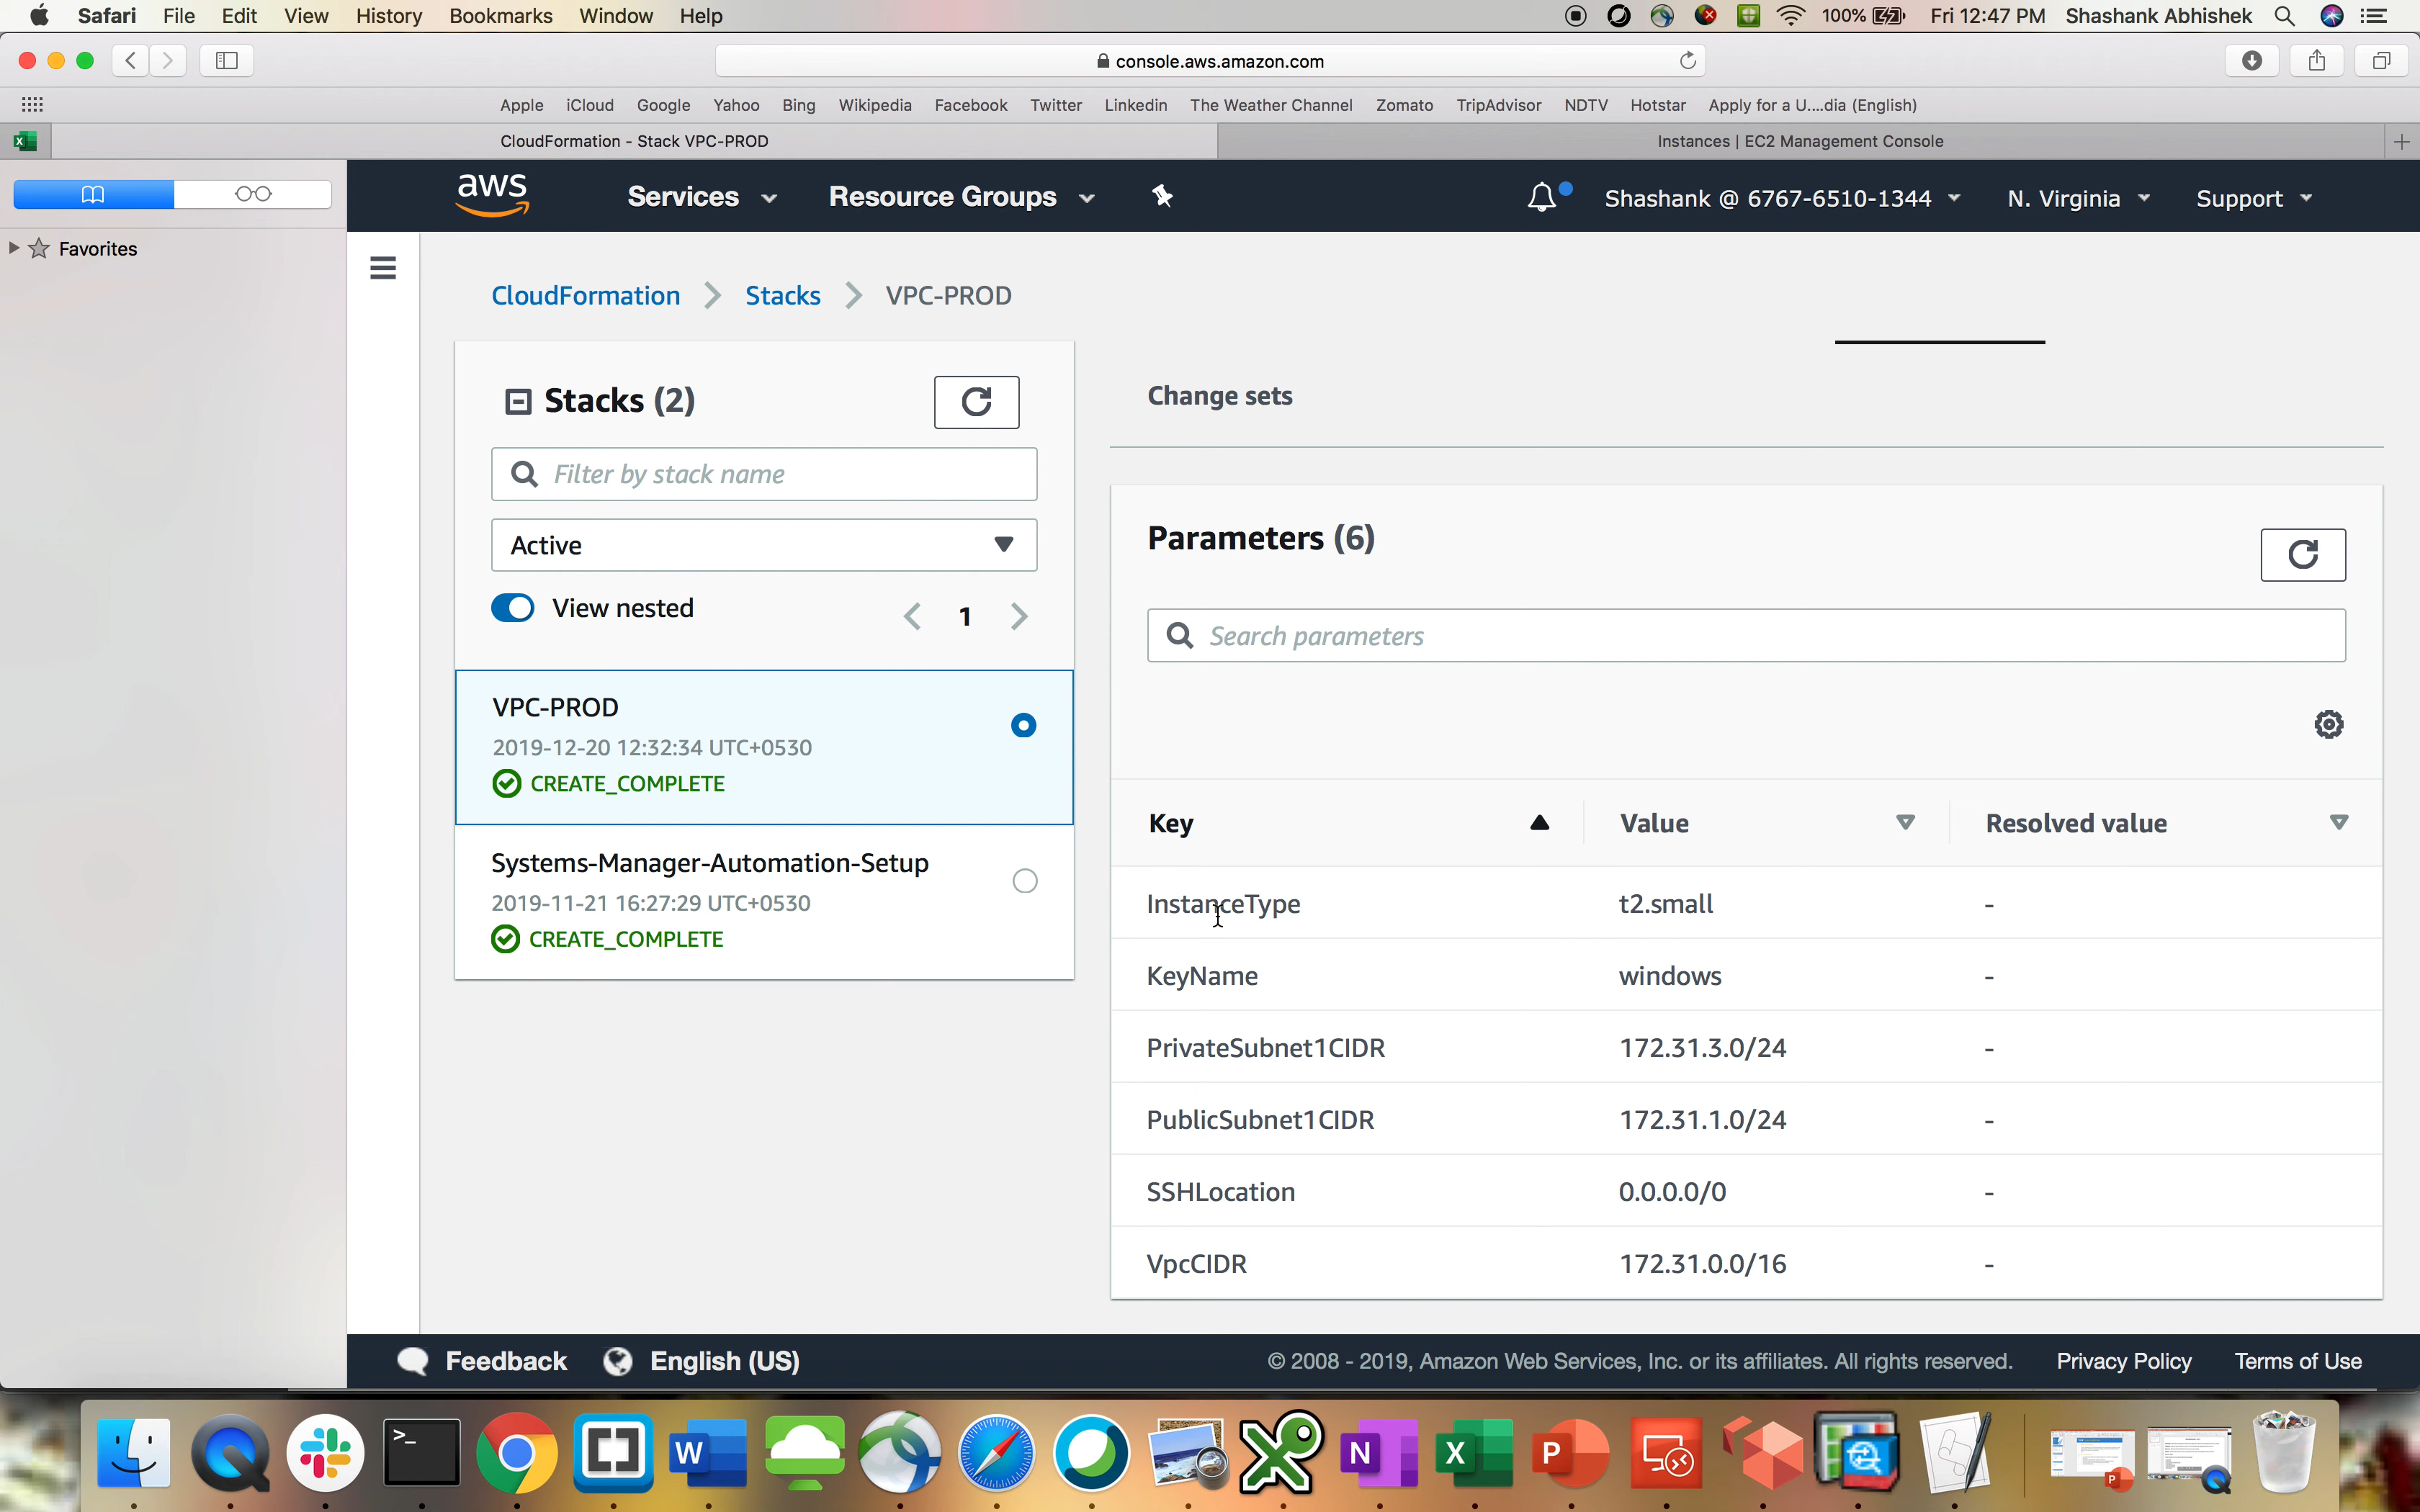 Safari File Edit View History Bookmarks Window Help 100% Fri 12:47 PM Shashank Abhishek
console.aws.amazon.com
Apple iCloud Google Yahoo Bing Wikipedia Facebook Twitter Linkedin The Weather Channel Zomato TripAdvisor NDTV Hotstar Apply for a U....dia (English)
CloudFormation - Stack VPC-PROD Instances | EC2 Management Console
aws Services Resource Groups Shashank @ 6767-6510-1344 N. Virginia Support
Favorites
CloudFormation Stacks VPC-PROD
Stacks (2)
Filter by stack name
Active
View nested 1
VPC-PROD
2019-12-20 12:32:34 UTC+0530
CREATE_COMPLETE
Systems-Manager-Automation-Setup
2019-11-21 16:27:29 UTC+0530
CREATE_COMPLETE
Change sets
Parameters (6)
Search parameters
Key Value Resolved value
InstanceType t2.small -
KeyName windows -
PrivateSubnet1CIDR 172.31.3.0/24 -
PublicSubnet1CIDR 172.31.1.0/24 -
SSHLocation 0.0.0.0/0 -
VpcCIDR 172.31.0.0/16 -
Feedback English (US) © 2008 - 2019, Amazon Web Services, Inc. or its affiliates. All rights reserved. Privacy Policy Terms of Use